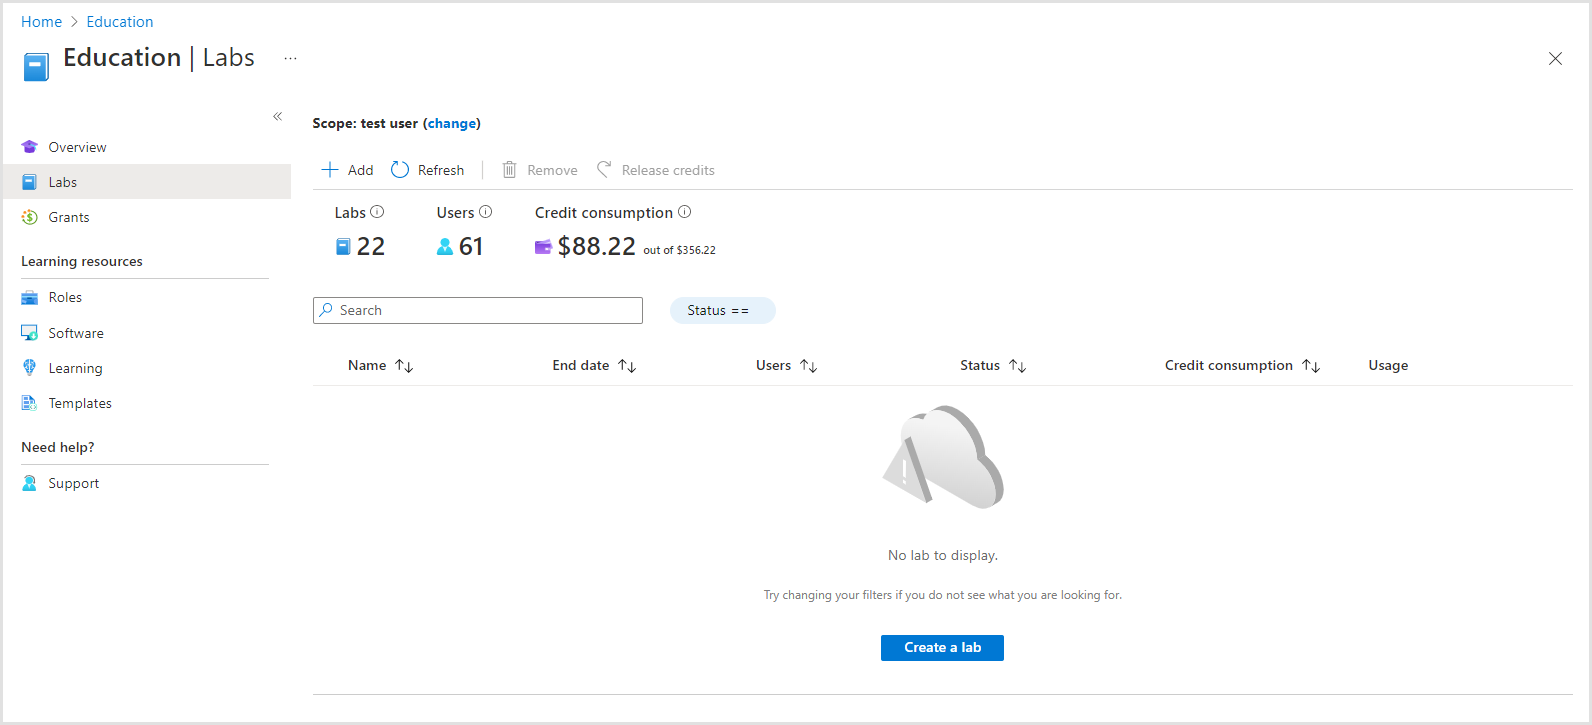 Home > Education
Education | Labs ...
«
Overview
Labs
Grants
Learning resources
Roles
Software
Learning
Templates
Need help?
Support
Scope: test user (change)
Add Refresh Remove Release credits
Labs Users Credit consumption
22 61 $88.22 out of $356.22
Search Status ==
Name End date Users Status Credit consumption Usage
No lab to display.
Try changing your filters if you do not see what you are looking for.
Create a lab